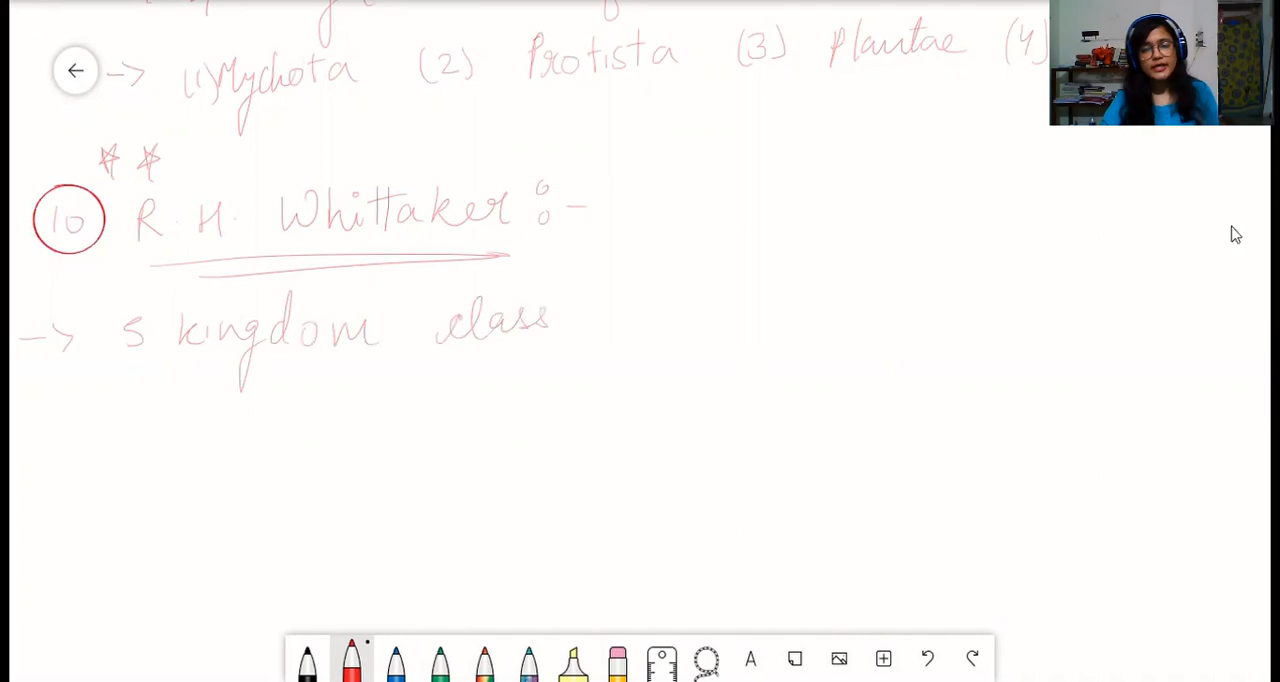 -> (1) Mychota (2) Protista (3) Plantae (4)
10 R. H. Whittaker :-
-> 5 kingdom class
A